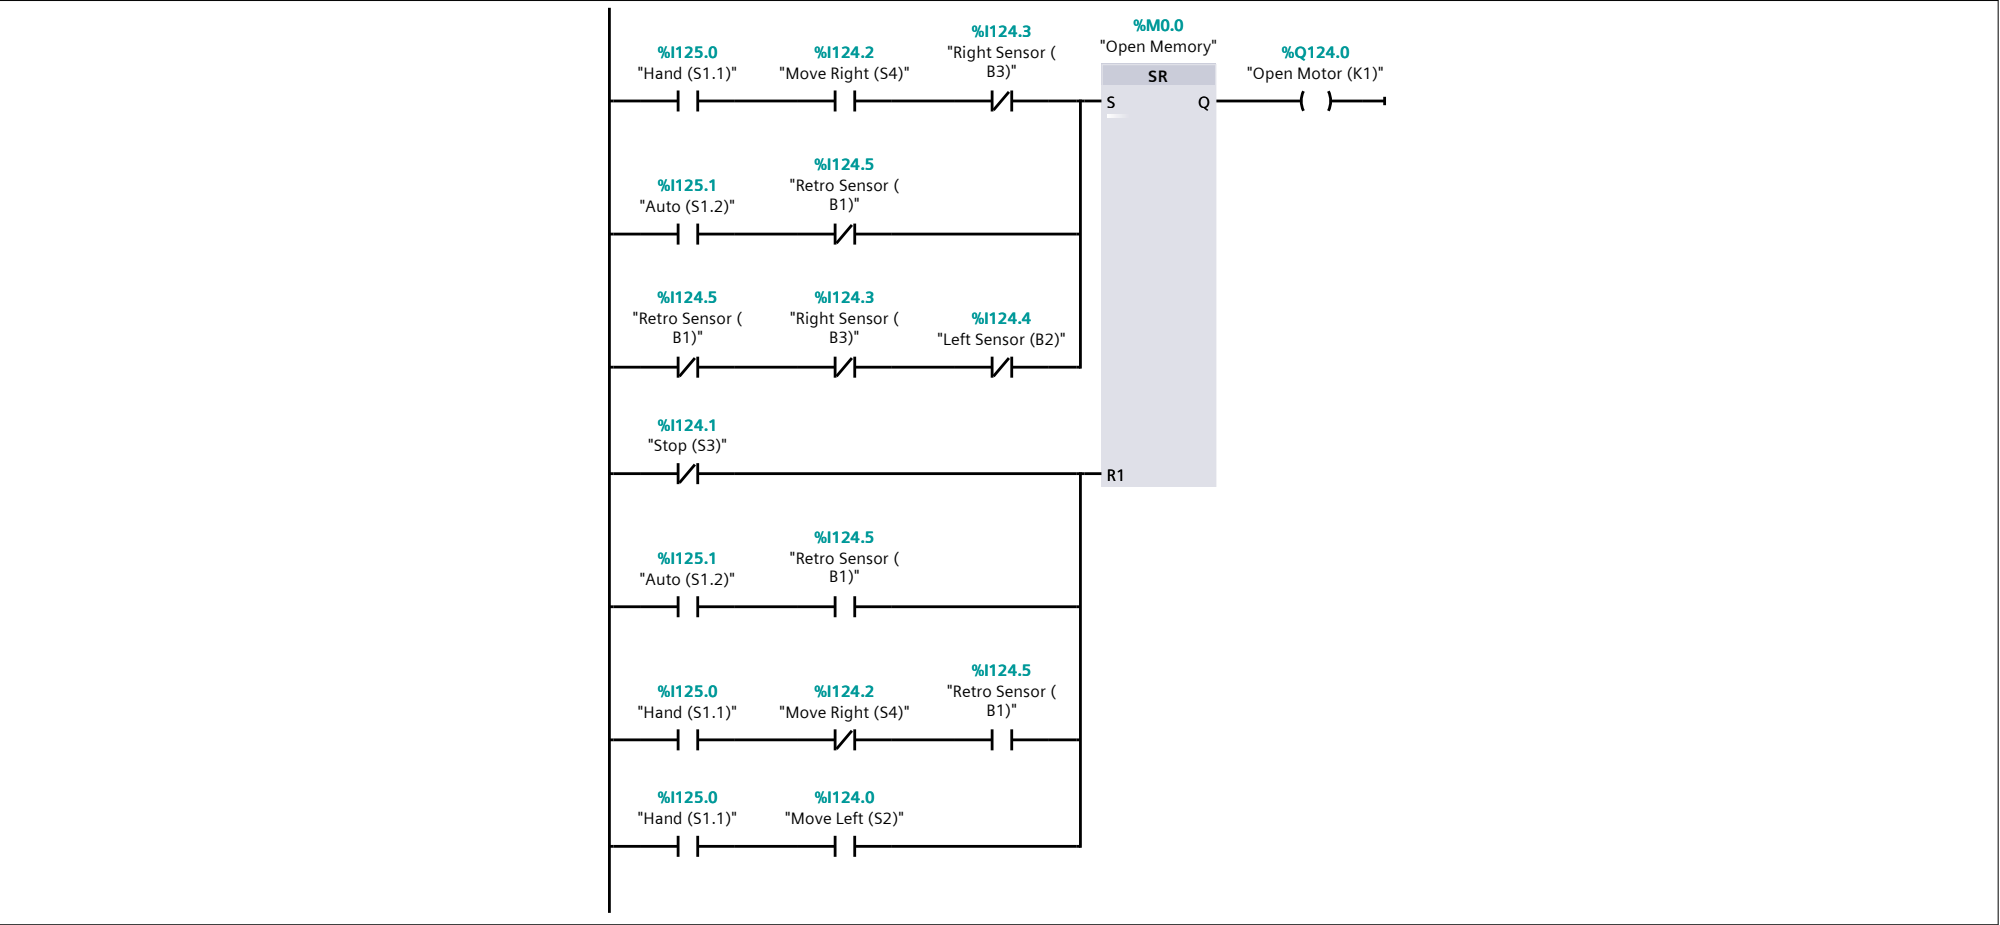 %I125.0
"Hand (S1.1)"
%I124.2
"Move Right (S4)"
%I124.3
"Right Sensor (
B3)"
%M0.0
"Open Memory"
SR
S
Q
%Q124.0
"Open Motor (K1)"
%I125.1
"Auto (S1.2)"
%I124.5
"Retro Sensor (
B1)"
%I124.5
"Retro Sensor (
B1)"
%I124.3
"Right Sensor (
B3)"
%I124.4
"Left Sensor (B2)"
%I124.1
"Stop (S3)"
R1
%I125.1
"Auto (S1.2)"
%I124.5
"Retro Sensor (
B1)"
%I125.0
"Hand (S1.1)"
%I124.2
"Move Right (S4)"
%I124.5
"Retro Sensor (
B1)"
%I125.0
"Hand (S1.1)"
%I124.0
"Move Left (S2)"